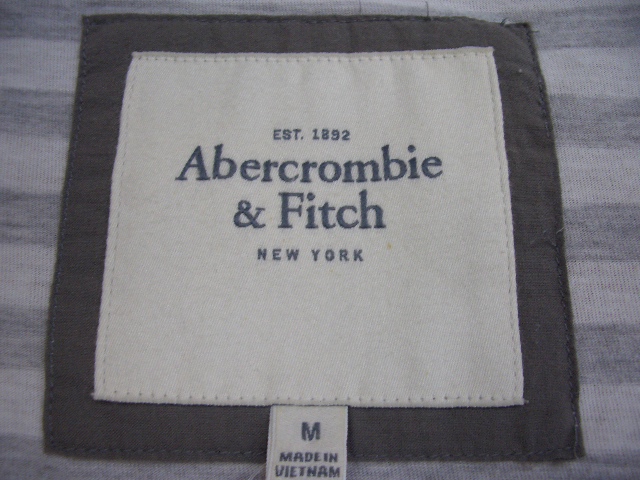 EST. 1892
Abercrombie
& Fitch
NEW YORK
M
MADE IN
VIETNAM